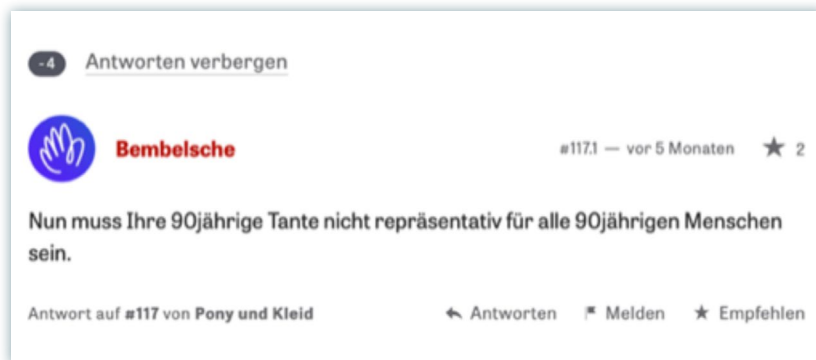 -4 Antworten verbergen
Bembelsche #117.1 — vor 5 Monaten ★ 2
Nun muss Ihre 90jährige Tante nicht repräsentativ für alle 90jährigen Menschen
sein.
Antwort auf #117 von Pony und Kleid Antworten Melden ★ Empfehlen